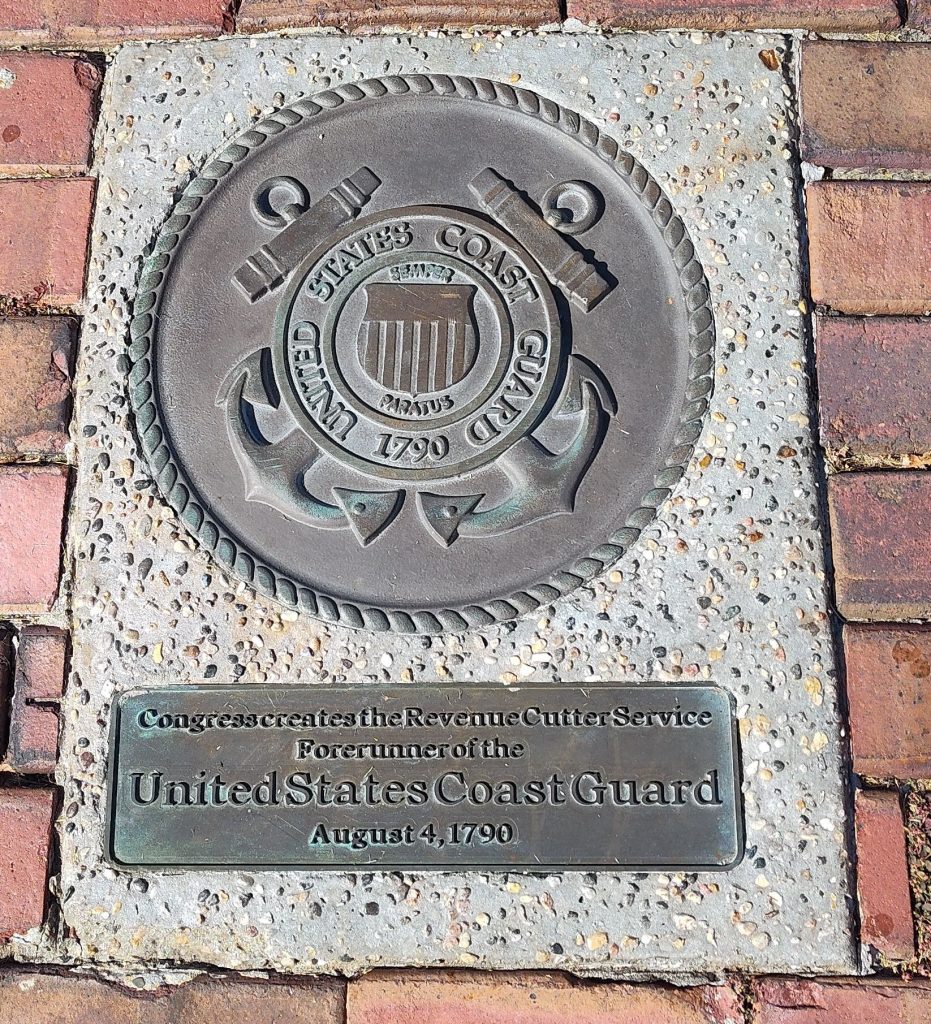 UNITED STATES COAST GUARD
1790
SEMPER
PARATUS
Congress creates the Revenue Cutter Service
Forerunner of the
United States Coast Guard
August 4, 1790